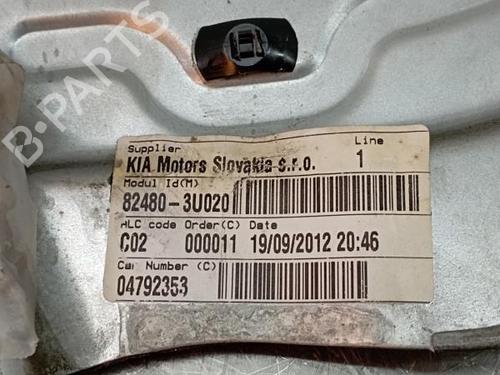 B-PARTS
Supplier Line
KIA Motors Slovakia s.r.o. 1
Modul Id(M)
82480-3U020
ALC code Order(C) Date
C02 000011 19/09/2012 20:46
Car Number (C)
04792353